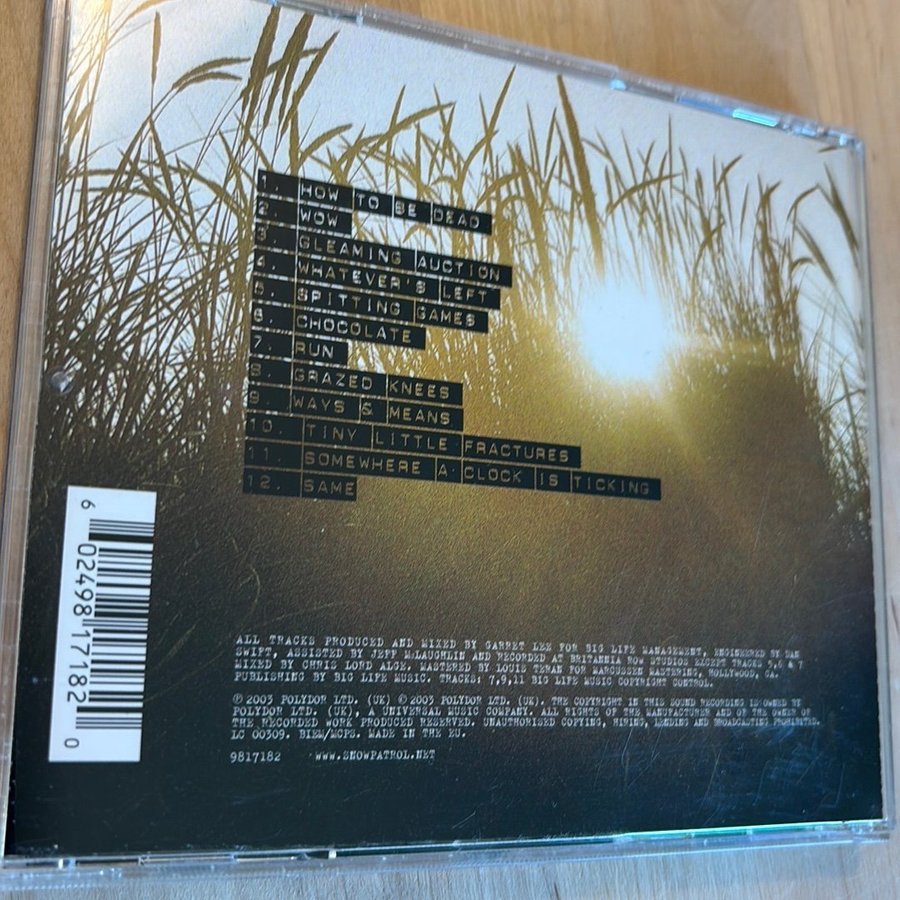 1. HOW TO BE DEAD
2. WOW
3. GLEAMING AUCTION
4. WHATEVER'S LEFT
5. SPITTING GAMES
6. CHOCOLATE
7. RUN
8. GRAZED KNEES
9. WAYS & MEANS
10. TINY LITTLE FRACTURES
11. SOMEWHERE A CLOCK IS TICKING
12. SAME
6 02498 17182 0
ALL TRACKS PRODUCED AND MIXED BY GARRET LEE FOR BIG LIFE MANAGEMENT, ENGINEERED BY DAN
SWIFT, ASSISTED BY JEFF MCLAUGHLIN AND RECORDED AT BRITANNIA ROW STUDIOS EXCEPT TRACKS 5,6 & 7
MIXED BY CHRIS LORD ALGE. MASTERED BY LOUIE TERAN FOR MARCUSSEN MASTERING, HOLLYWOOD, CA.
PUBLISHING BY BIG LIFE MUSIC. TRACKS; 7,9,11 BIG LIFE MUSIC COPYRIGHT CONTROL.
℗ 2003 POLYDOR LTD. (UK) © 2003 POLYDOR LTD. (UK). THE COPYRIGHT IN THIS SOUND RECORDING IS OWNED BY
POLYDOR LTD. (UK). A UNIVERSAL MUSIC COMPANY. ALL RIGHTS OF THE MANUFACTURER AND OF THE OWNER OF
THE RECORDED WORK PRODUCED RESERVED. UNAUTHORISED COPYING, HIRING, LENDING AND BROADCASTING PROHIBITED.
LC 00309. BIEM/MCPS. MADE IN THE EU.
9817182 WWW.SNOWPATROL.NET